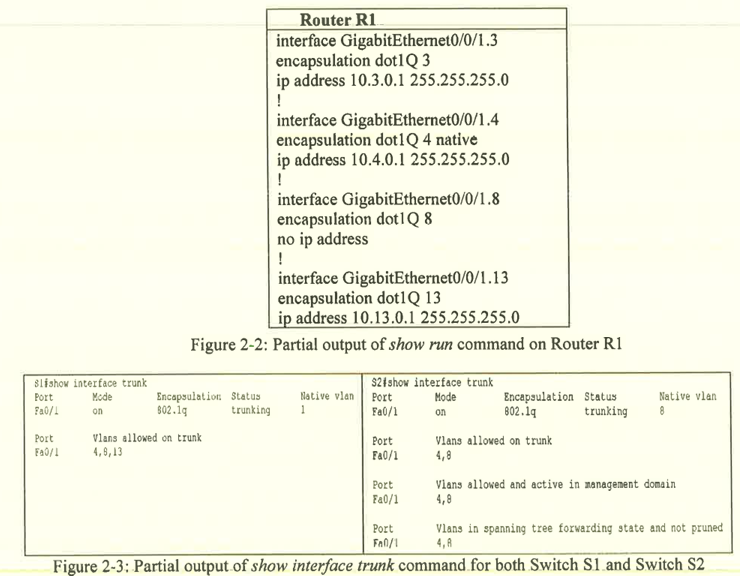 Router R1
interface GigabitEthernet0/0/1.3
encapsulation dot1Q 3
ip address 10.3.0.1 255.255.255.0
!
interface GigabitEthernet0/0/1.4
encapsulation dot1Q 4 native
ip address 10.4.0.1 255.255.255.0
!
interface GigabitEthernet0/0/1.8
encapsulation dot1Q 8
no ip address
!
interface GigabitEthernet0/0/1.13
encapsulation dot1Q 13
ip address 10.13.0.1 255.255.255.0
Figure 2-2: Partial output of show run command on Router R1
S1#show interface trunk
Port Mode Encapsulation Status Native vlan
Fa0/1 on 802.1q trunking 1
Port Vlans allowed on trunk
Fa0/1 4,8,13
S2#show interface trunk
Port Mode Encapsulation Status Native vlan
Fa0/1 on 802.1q trunking 8
Port Vlans allowed on trunk
Fa0/1 4,8
Port Vlans allowed and active in management domain
Fa0/1 4,8
Port Vlans in spanning tree forwarding state and not pruned
Fa0/1 4,8
Figure 2-3: Partial output of show interface trunk command for both Switch S1 and Switch S2